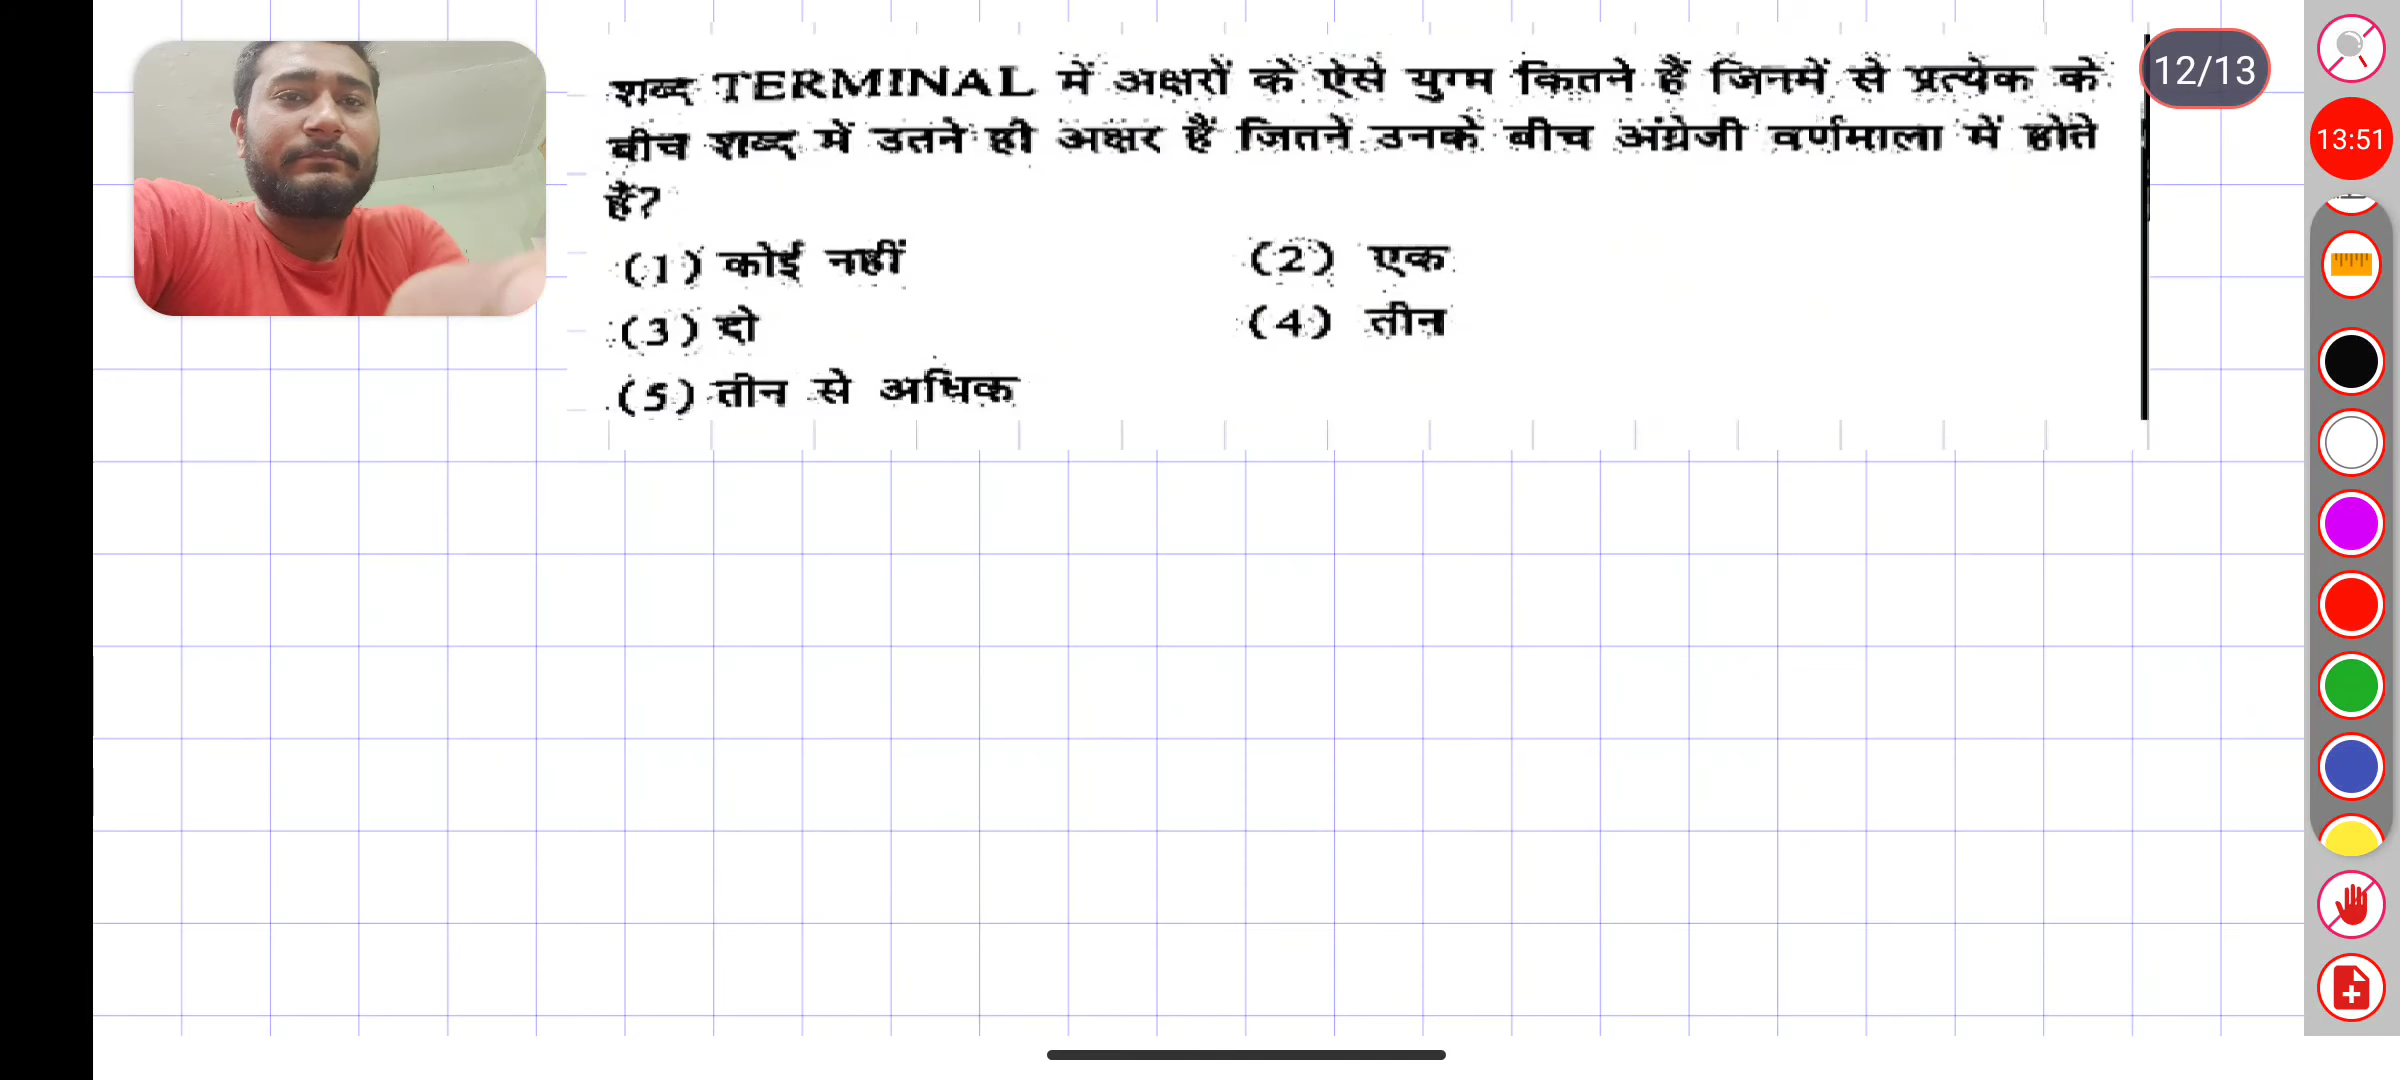 शब्द TERMINAL में अक्षरों के ऐसे युग्म कितने हैं जिनमें से प्रत्येक के
बीच शब्द में उतने ही अक्षर हैं जितने उनके बीच अंग्रेजी वर्णमाला में होते
हैं?
(1) कोई नहीं (2) एक
(3) दो (4) तीन
(5) तीन से अधिक
12/13
13:51